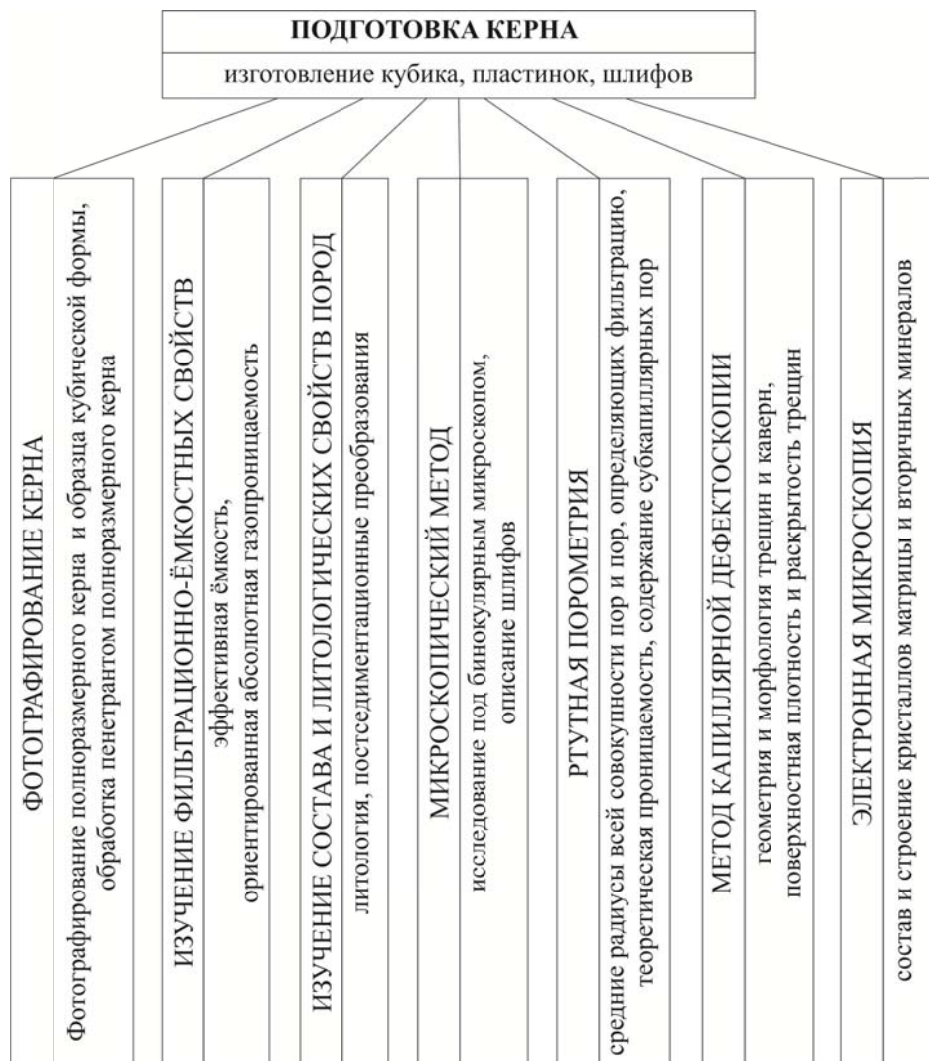 ПОДГОТОВКА КЕРНА
изготовление кубика, пластинок, шлифов
ФОТОГРАФИРОВАНИЕ КЕРНА
Фотографирование полноразмерного керна и образца кубической формы,
обработка пенетрантом полноразмерного керна
ИЗУЧЕНИЕ ФИЛЬТРАЦИОННО-ЁМКОСТНЫХ СВОЙСТВ
эффективная ёмкость,
ориентированная абсолютная газопроницаемость
ИЗУЧЕНИЕ СОСТАВА И ЛИТОЛОГИЧЕСКИХ СВОЙСТВ ПОРОД
литология, постседиментационные преобразования
МИКРОСКОПИЧЕСКИЙ МЕТОД
исследование под бинокулярным микроскопом,
описание шлифов
РТУТНАЯ ПОРОМЕТРИЯ
средние радиусы всей совокупности пор и пор, определяющих фильтрацию,
теоретическая проницаемость, содержание субкапиллярных пор
МЕТОД КАПИЛЛЯРНОЙ ДЕФЕКТОСКОПИИ
геометрия и морфология трещин и каверн,
поверхностная плотность и раскрытость трещин
ЭЛЕКТРОННАЯ МИКРОСКОПИЯ
состав и строение кристаллов матрицы и вторичных минералов